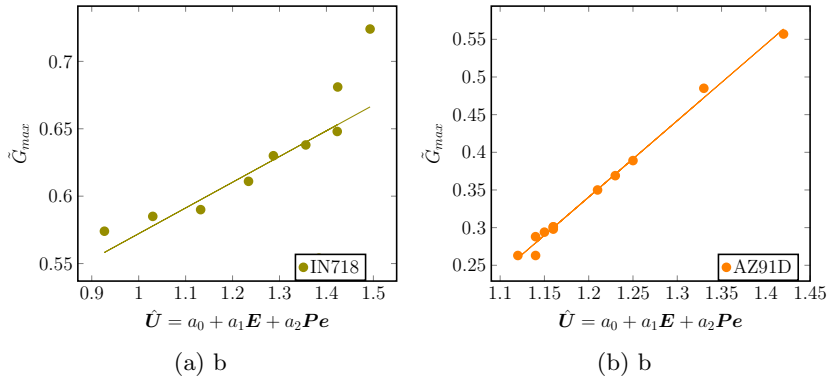 0.7
0.65
0.6
0.55
G̃max
0.9 1 1.1 1.2 1.3 1.4 1.5
Û = a0 + a1E + a2Pe
IN718
(a) b
0.55
0.5
0.45
0.4
0.35
0.3
0.25
G̃max
1.1 1.15 1.2 1.25 1.3 1.35 1.4 1.45
Û = a0 + a1E + a2Pe
AZ91D
(b) b